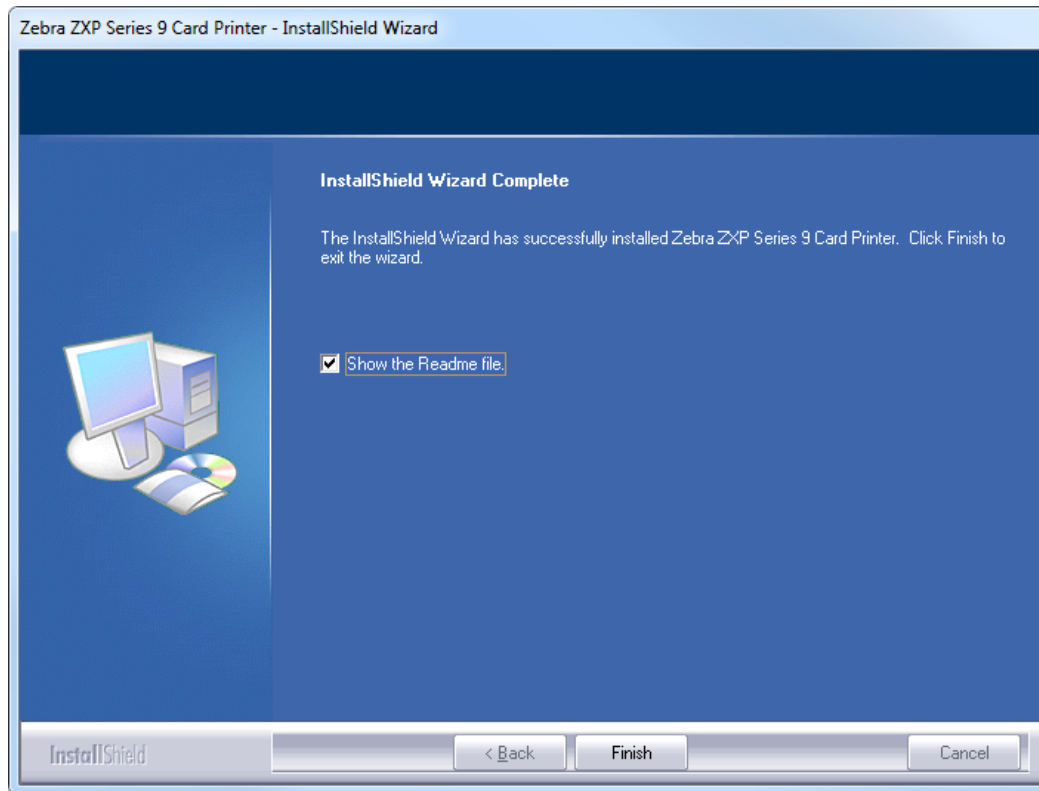 Zebra ZXP Series 9 Card Printer - InstallShield Wizard
InstallShield Wizard Complete
The InstallShield Wizard has successfully installed Zebra ZXP Series 9 Card Printer. Click Finish to
exit the wizard.
Show the Readme file.
InstallShield
< Back
Finish
Cancel